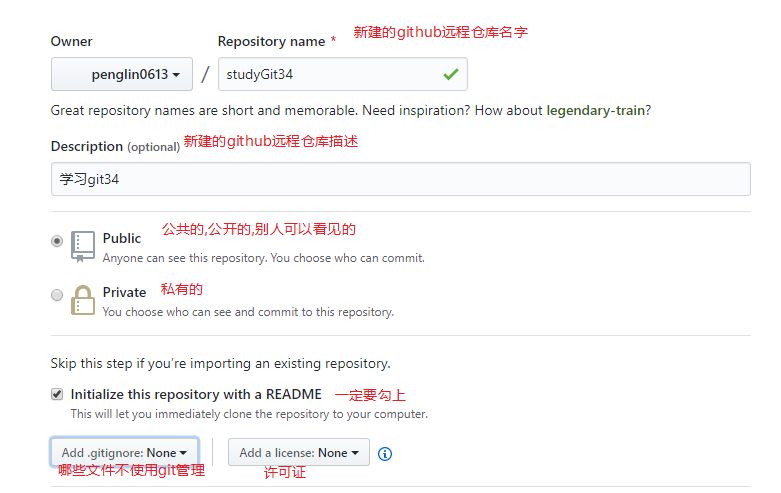 Owner
Repository name * 新建的github远程仓库名字
penglin0613 / studyGit34
Great repository names are short and memorable. Need inspiration? How about legendary-train?
Description (optional) 新建的github远程仓库描述
学习git34
Public 公共的,公开的,别人可以看见的
Anyone can see this repository. You choose who can commit.
Private 私有的
You choose who can see and commit to this repository.
Skip this step if you're importing an existing repository.
Initialize this repository with a README 一定要勾上
This will let you immediately clone the repository to your computer.
Add .gitignore: None Add a license: None
哪些文件不使用git管理 许可证